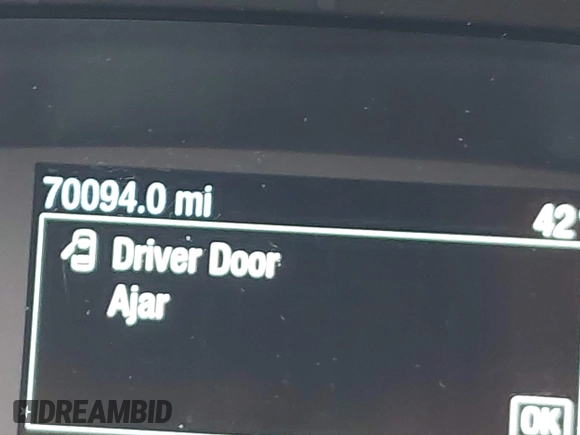 70094.0 mi
42
Driver Door
Ajar
OK
DREAMBID